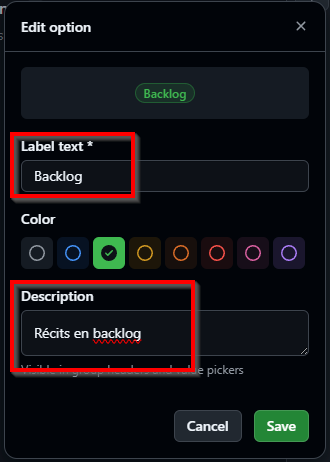 Edit option
Backlog
Label text *
Backlog
Color
Description
Récits en backlog
Visible in group headers and value pickers
Cancel
Save